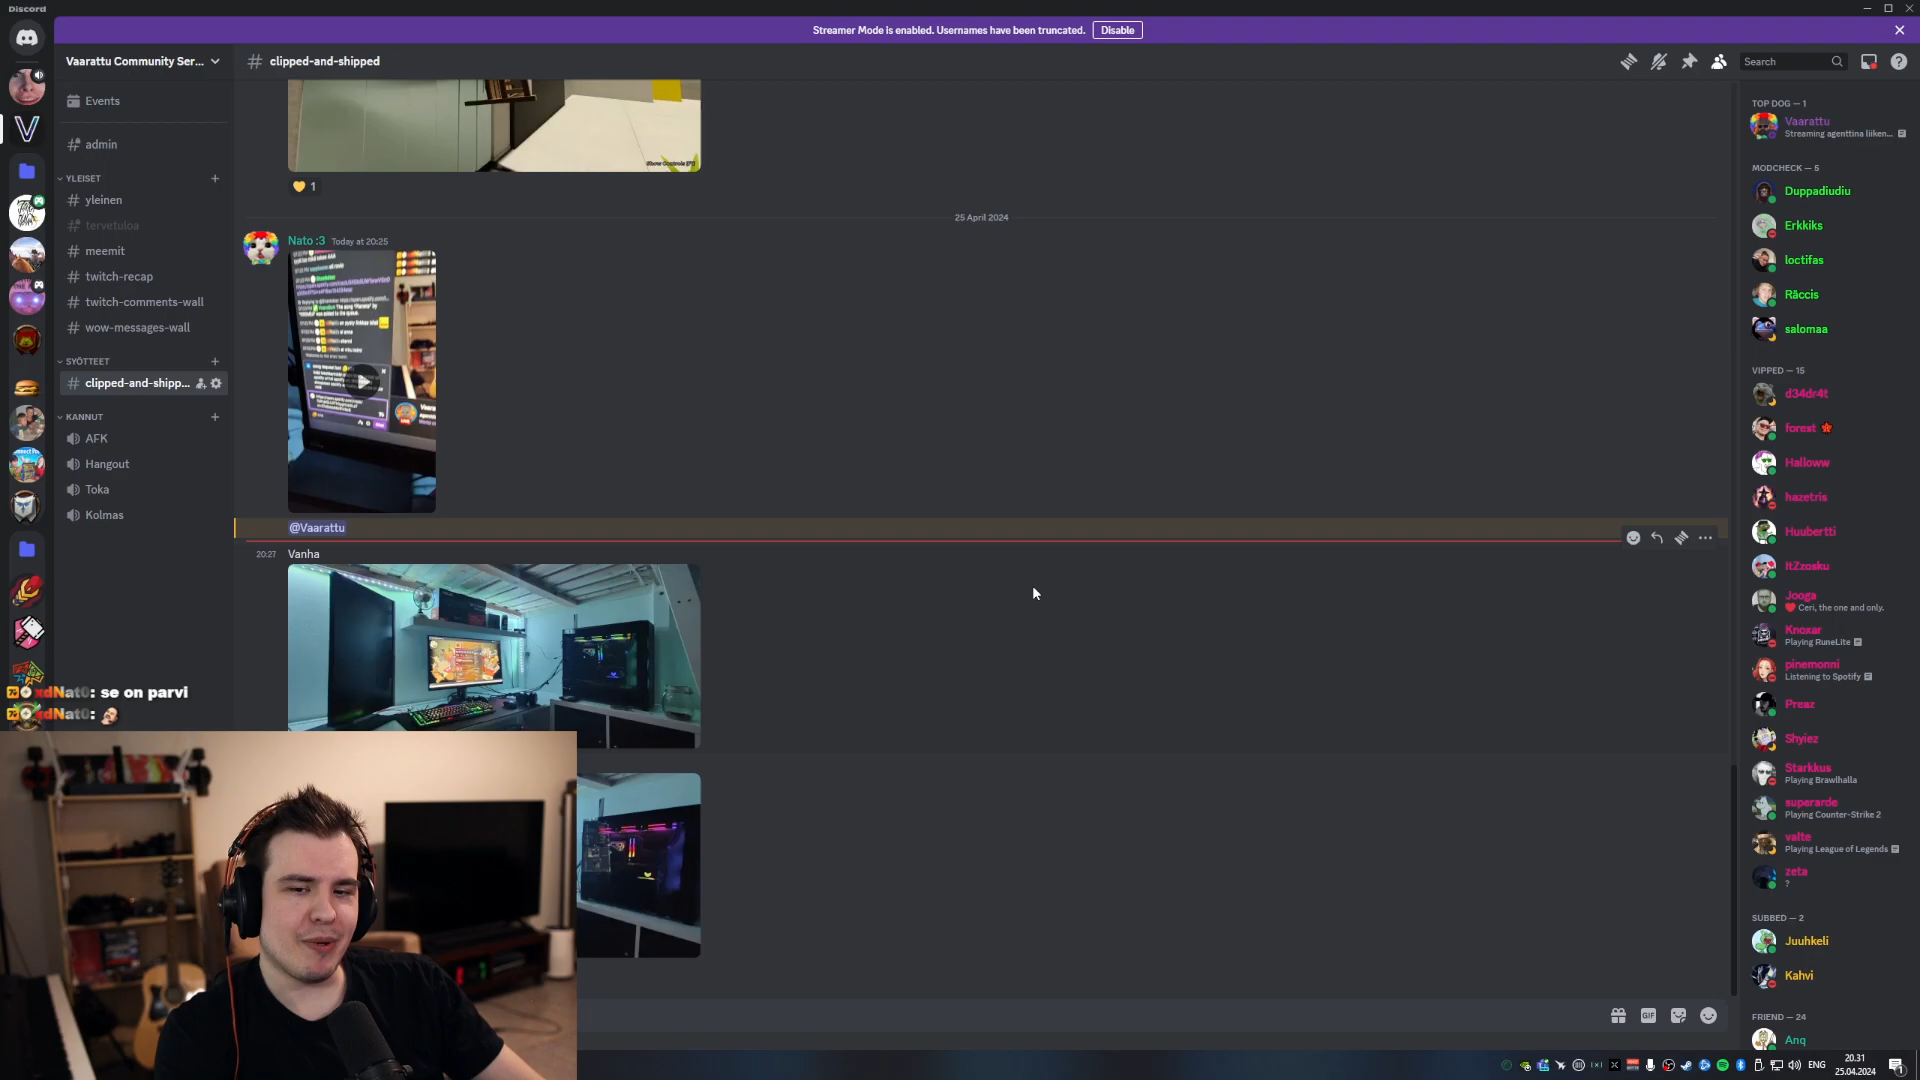 Discord
Streamer Mode is enabled. Usernames have been truncated.
Disable
Vaarattu Community Ser...
clipped-and-shipped
Search
Events
admin
YLEISET
yleinen
tervetuloa
meemit
twitch-recap
twitch-comments-wall
wow-messages-wall
SYÖTTEET
clipped-and-shipp...
KANNUT
AFK
Hangout
Toka
Kolmas
1
25 April 2024
Nato :3 Today at 20:25
@Vaarattu
20:27 Vanha
GIF
TOP DOG — 1
Vaarattu
Streaming agenttina liiken...
MODCHECK — 5
Duppadiudiu
Erkkiks
loctifas
Räccis
salomaa
VIPPED — 15
d34dr4t
forest
Halloww
hazetris
Huubertti
ItZzosku
Jooga
Ceri, the one and only.
Knoxar
Playing RuneLite
pinemonni
Listening to Spotify
Preaz
Shyiez
Starkkus
Playing Brawlhalla
superarde
Playing Counter-Strike 2
valte
Playing League of Legends
zeta
?
SUBBED — 2
Juuhkeli
Kahvi
FRIEND — 24
Anq
xdNat0: se on parvi
xdNat0:
ENG
20.31
25.04.2024